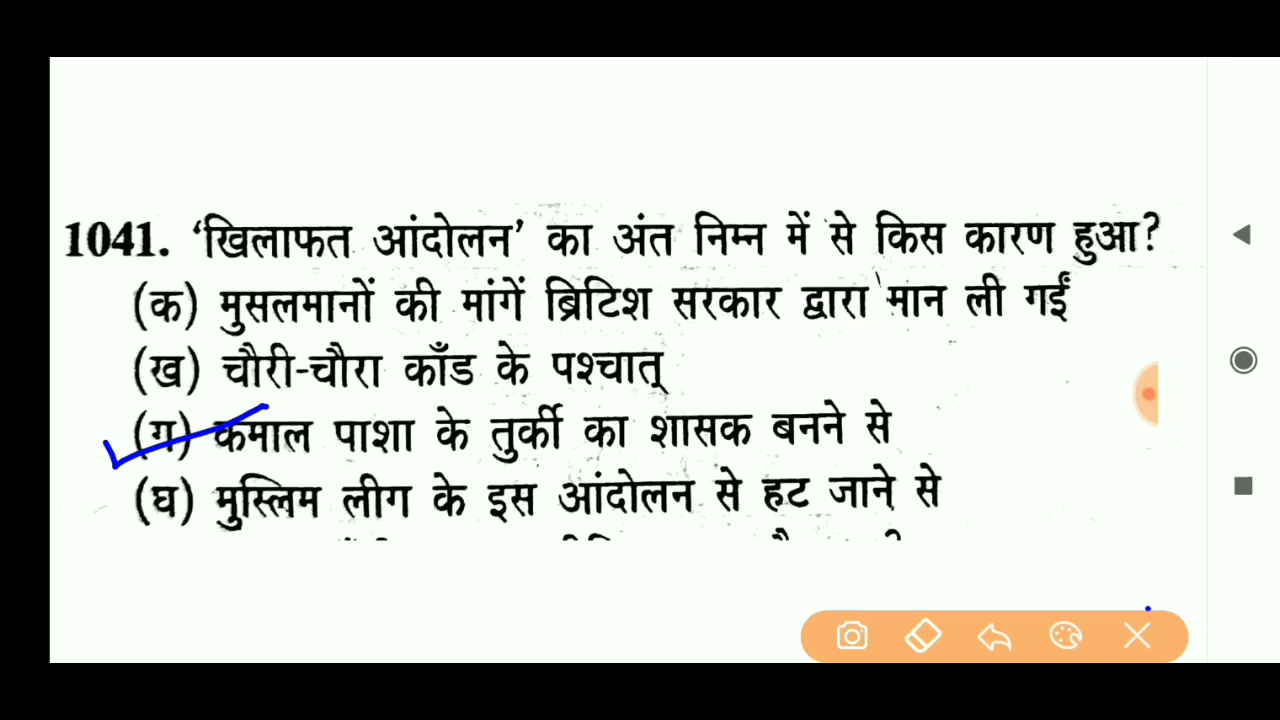 1041. ‘खिलाफत आंदोलन’ का अंत निम्न में से किस कारण हुआ?
(क) मुसलमानों की मांगें ब्रिटिश सरकार द्वारा मान ली गईं
(ख) चौरी-चौरा काँड के पश्चात्
(ग) कमाल पाशा के तुर्की का शासक बनने से
(घ) मुस्लिम लीग के इस आंदोलन से हट जाने से